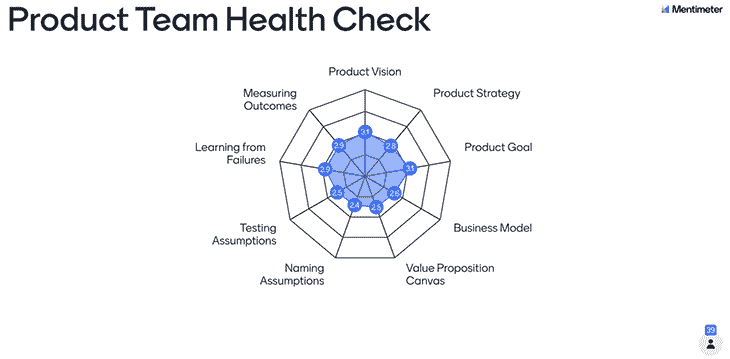 Product Team Health Check
Mentimeter
Product Vision
Measuring
Outcomes
Product Strategy
Learning from
Failures
Product Goal
Testing
Assumptions
Business Model
Naming
Assumptions
Value Proposition
Canvas
3.1
2.9
2.8
2.9
3.1
2.5
2.6
2.4
2.5
39